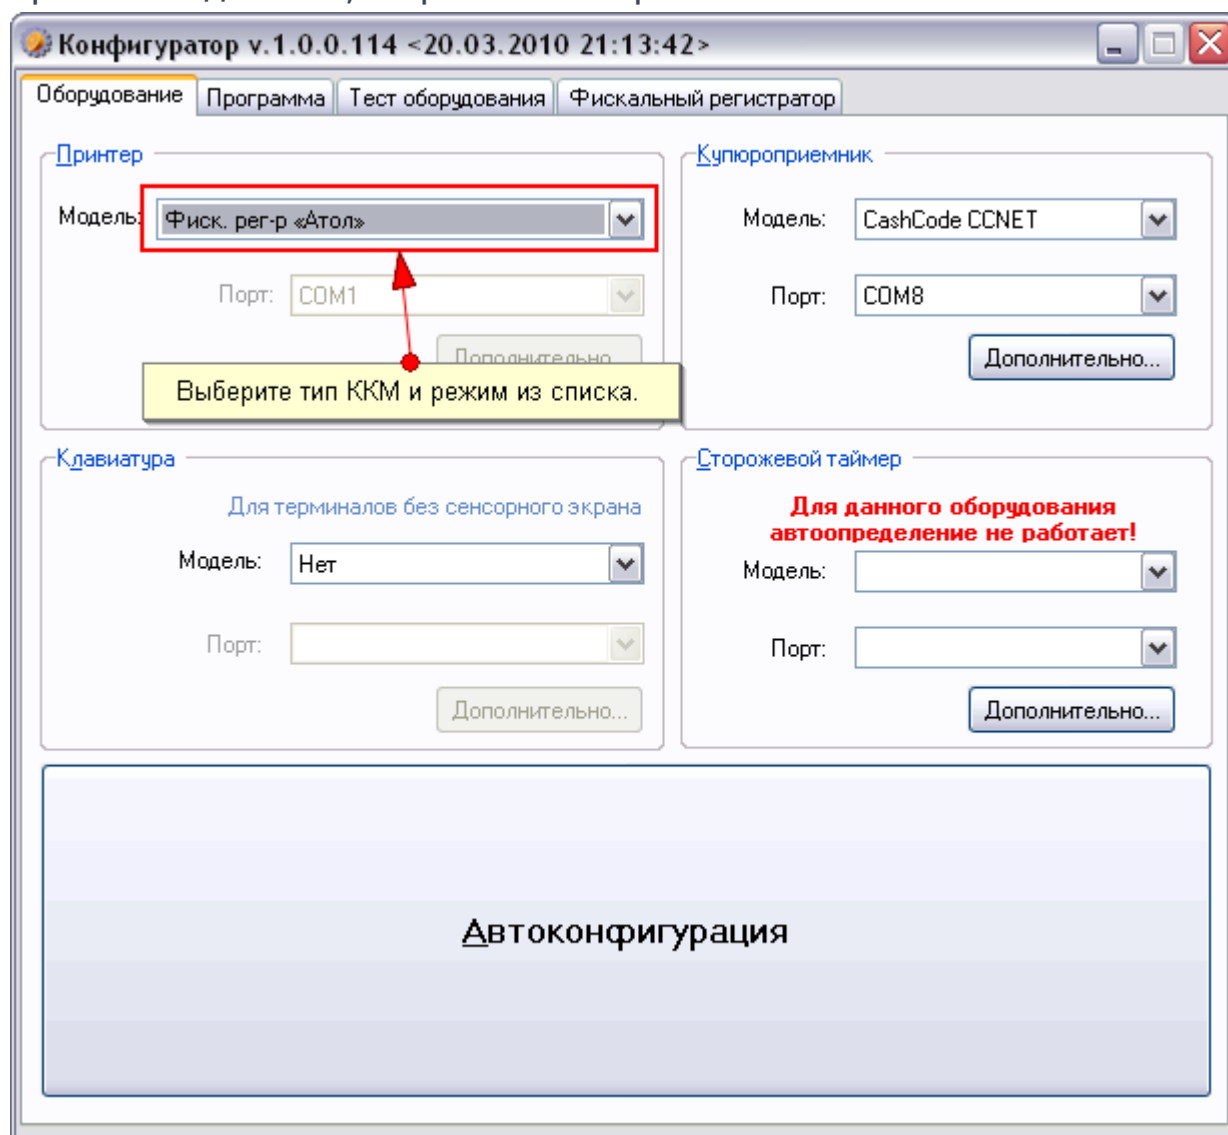 Конфигуратор v.1.0.0.114 <20.03.2010 21:13:42>
Оборудование Программа Тест оборудования Фискальный регистратор
Принтер
Модель: Фиск. рег-р «Атол»
Порт: COM1
Дополнительно...
Выберите тип ККМ и режим из списка.
Купюроприемник
Модель: CashCode CCNET
Порт: COM8
Дополнительно...
Клавиатура
Для терминалов без сенсорного экрана
Модель: Нет
Порт:
Дополнительно...
Сторожевой таймер
Для данного оборудования
автоопределение не работает!
Модель:
Порт:
Дополнительно...
Автоконфигурация